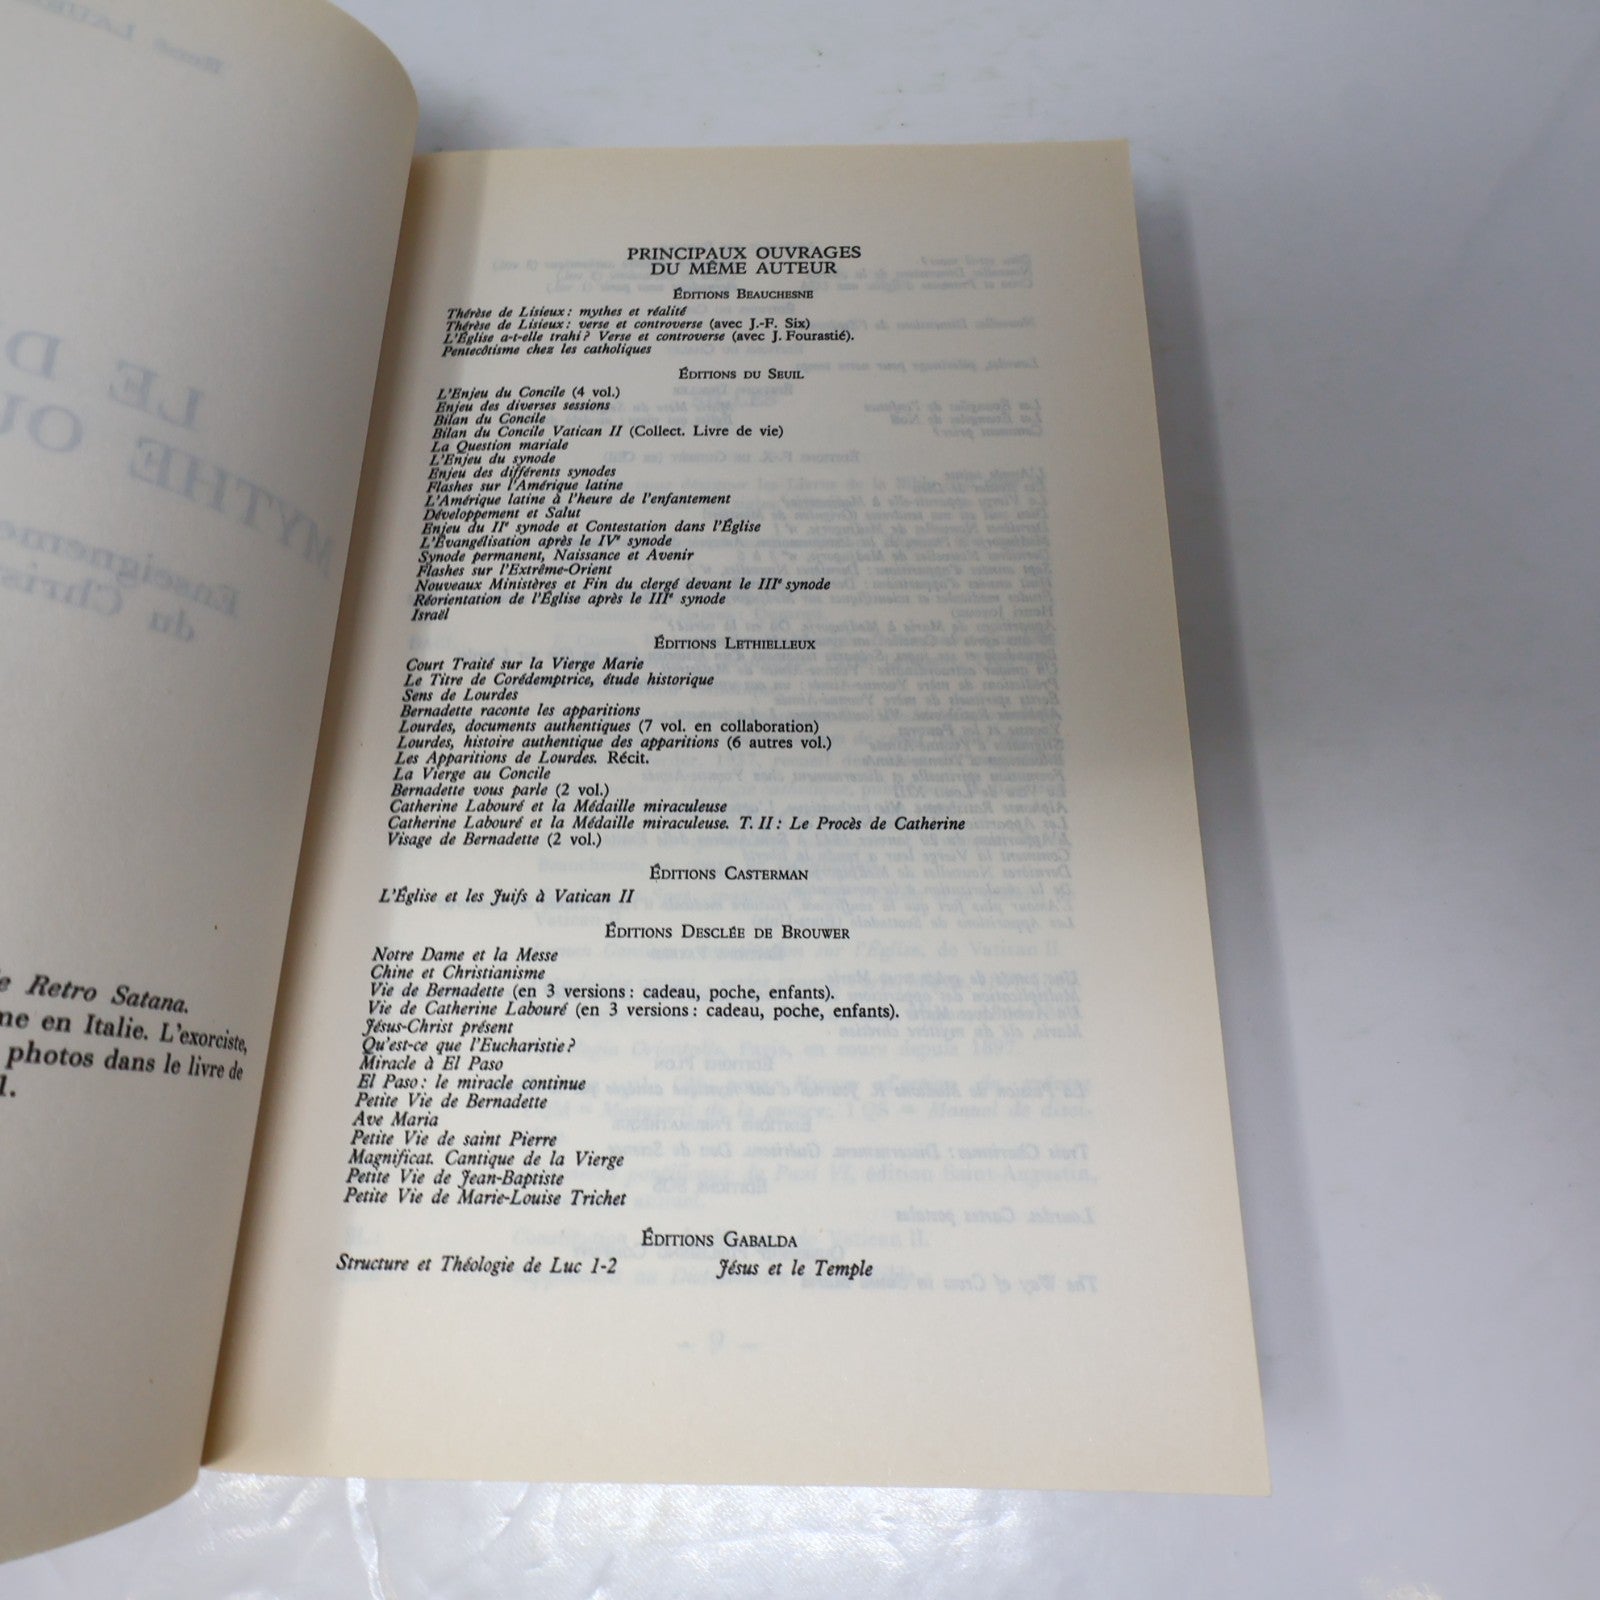 e Retro Satana.
ne en Italie. L'exorciste,
photos dans le livre de
PRINCIPAUX OUVRAGES
DU MÊME AUTEUR
ÉDITIONS BEAUCHESNE
Thérèse de Lisieux : mythes et réalité
Thérèse de Lisieux : verse et controverse (avec J.-F. Six)
L'Église a-t-elle trahi ? Verse et controverse (avec J. Fourastié).
Pentecôtisme chez les catholiques
ÉDITIONS DU SEUIL
L'Enjeu du Concile (4 vol.)
Enjeu des diverses sessions
Bilan du Concile
Bilan du Concile Vatican II (Collect. Livre de vie)
La Question mariale
L'Enjeu du synode
Enjeu des différents synodes
Flashes sur l'Amérique latine
L'Amérique latine à l'heure de l'enfantement
Développement et Salut
Enjeu du IIe synode et Contestation dans l'Église
L'Évangélisation après le IVe synode
Synode permanent, Naissance et Avenir
Flashes sur l'Extrême-Orient
Nouveaux Ministères et Fin du clergé devant le IIIe synode
Réorientation de l'Église après le IIIe synode
Israël
ÉDITIONS LETHIELLEUX
Court Traité sur la Vierge Marie
Le Titre de Corédemptrice, étude historique
Sens de Lourdes
Bernadette raconte les apparitions
Lourdes, documents authentiques (7 vol. en collaboration)
Lourdes, histoire authentique des apparitions (6 autres vol.)
Les Apparitions de Lourdes. Récit.
La Vierge au Concile
Bernadette vous parle (2 vol.)
Catherine Labouré et la Médaille miraculeuse
Catherine Labouré et la Médaille miraculeuse. T. II : Le Procès de Catherine
Visage de Bernadette (2 vol.)
ÉDITIONS CASTERMAN
L'Église et les Juifs à Vatican II
ÉDITIONS DESCLÉE DE BROUWER
Notre Dame et la Messe
Chine et Christianisme
Vie de Bernadette (en 3 versions : cadeau, poche, enfants).
Vie de Catherine Labouré (en 3 versions : cadeau, poche, enfants).
Jésus-Christ présent
Qu'est-ce que l'Eucharistie ?
Miracle à El Paso
El Paso : le miracle continue
Petite Vie de Bernadette
Ave Maria
Petite Vie de saint Pierre
Magnificat. Cantique de la Vierge
Petite Vie de Jean-Baptiste
Petite Vie de Marie-Louise Trichet
ÉDITIONS GABALDA
Structure et Théologie de Luc 1-2 Jésus et le Temple